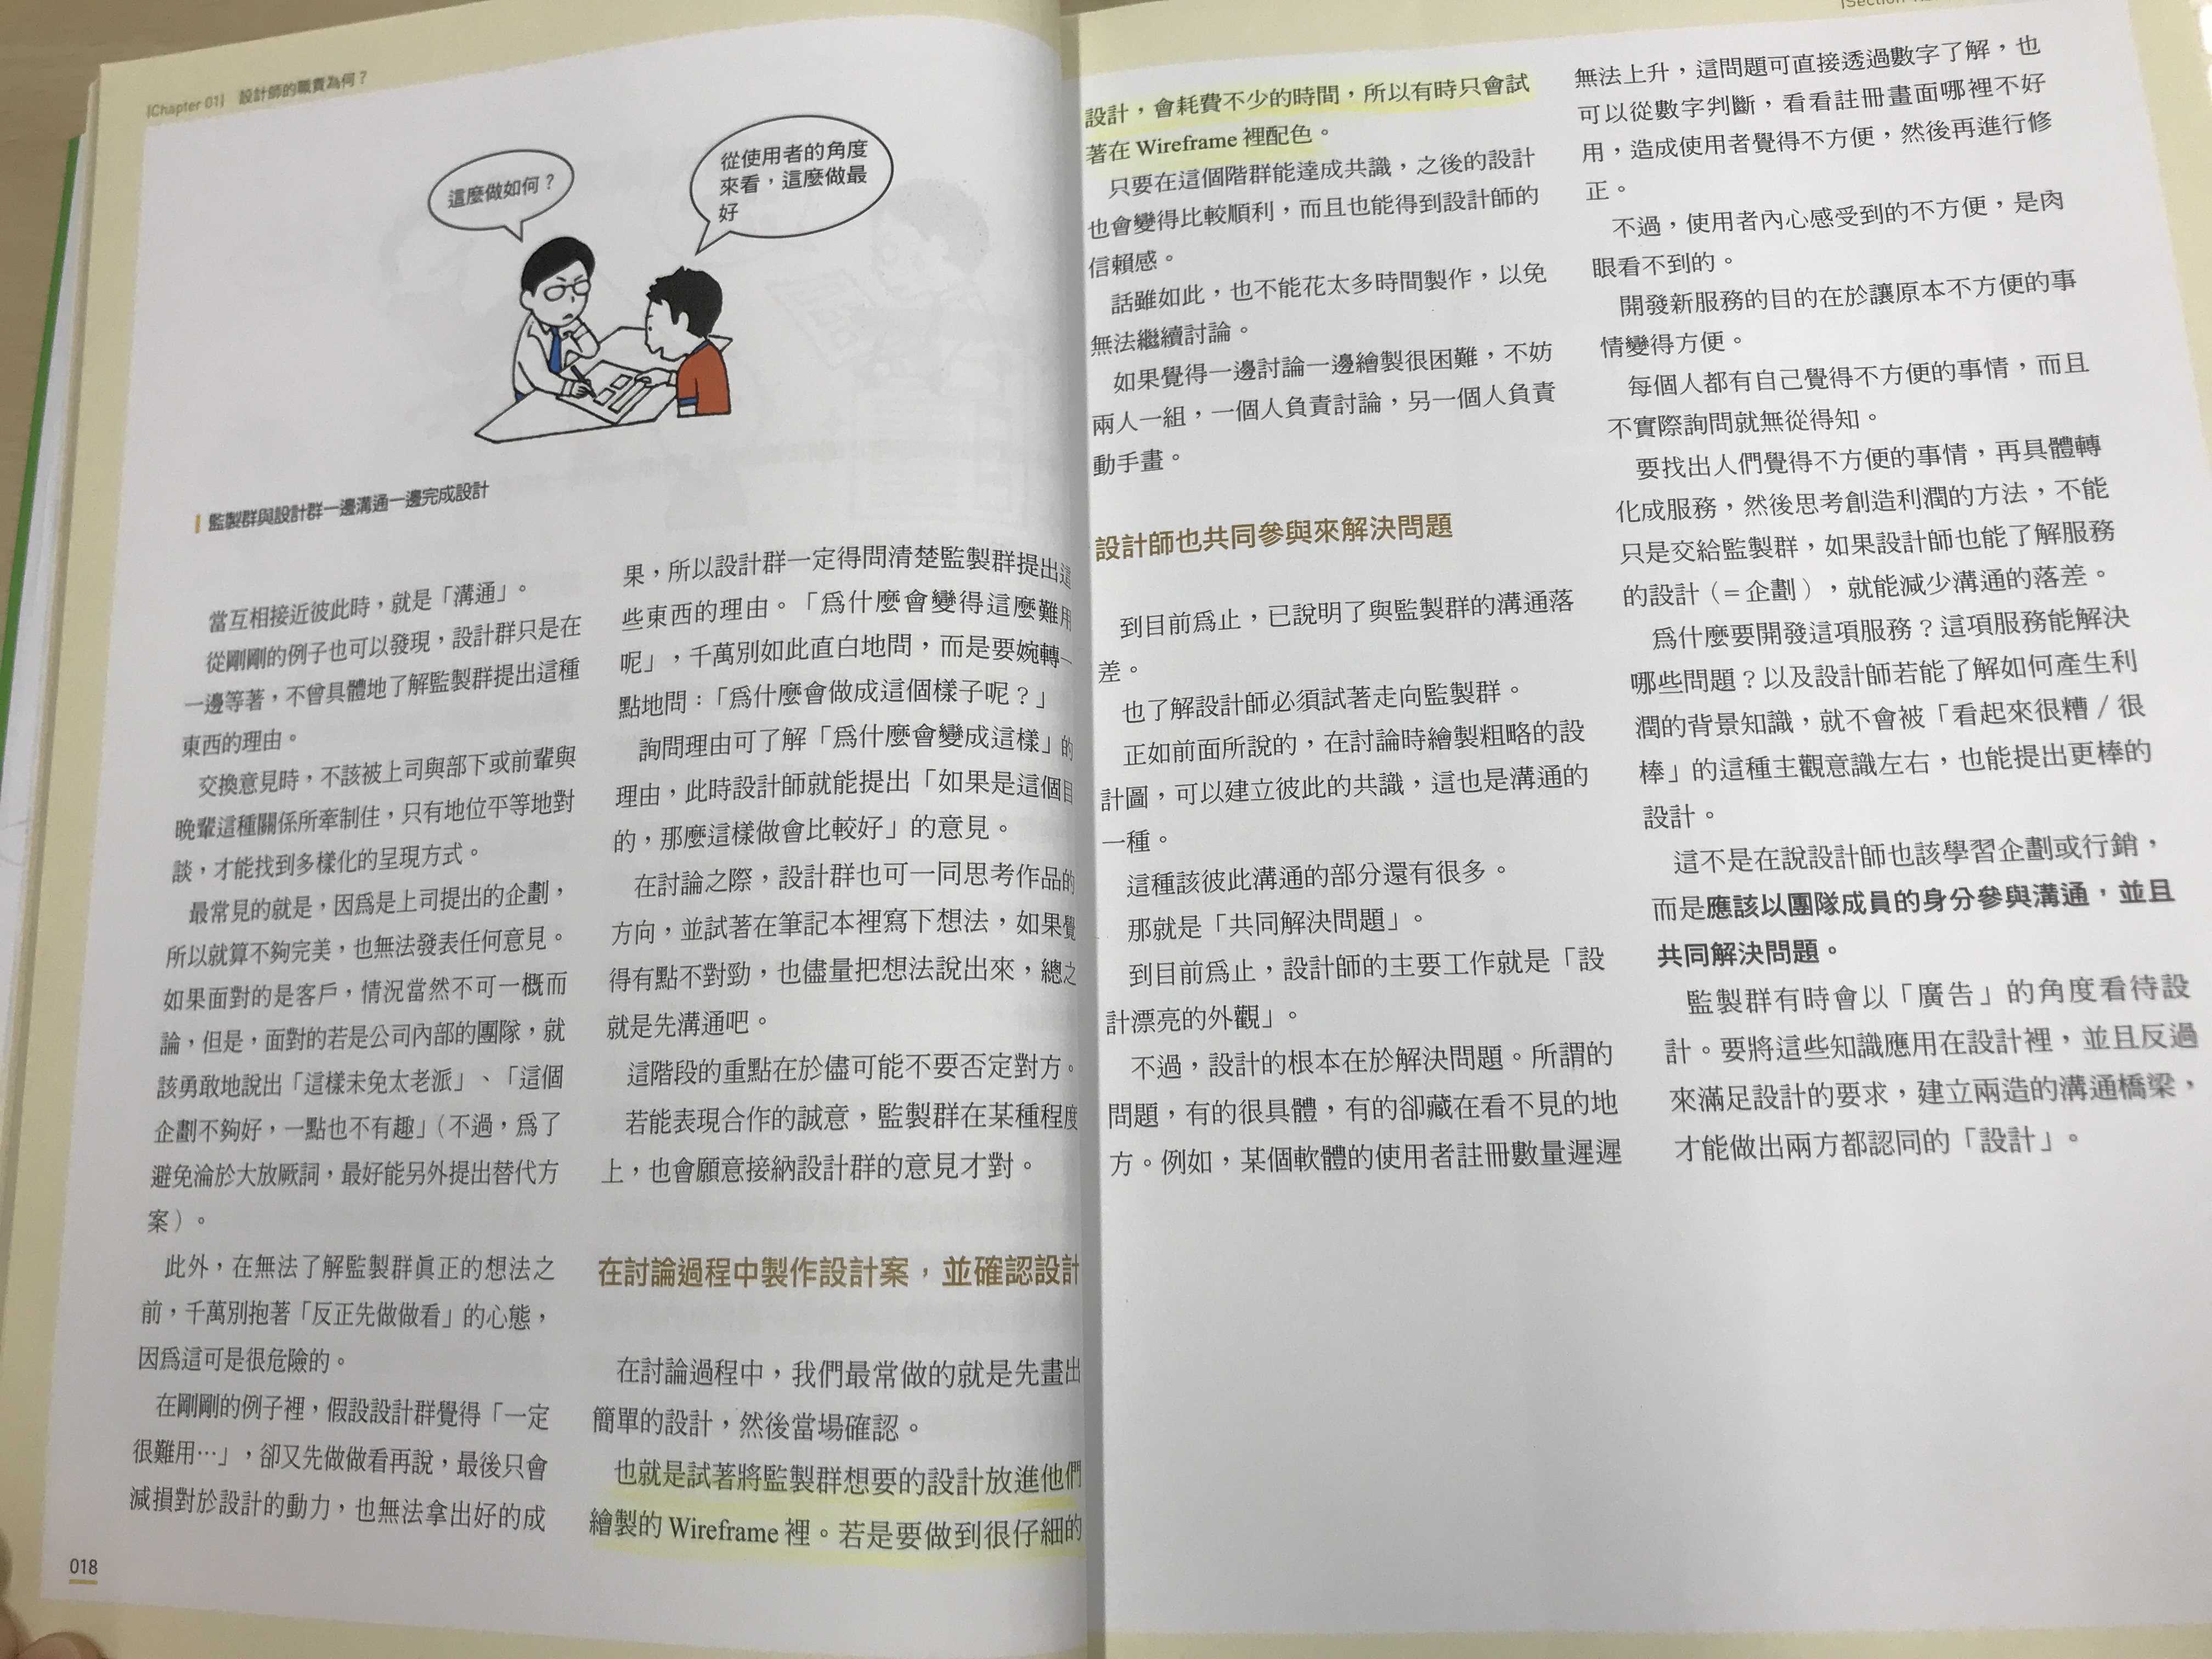 |Chapter 01| 設計師的職責為何？
這麼做如何？
從使用者的角度
來看，這麼做最
好
監製群與設計群一邊溝通一邊完成設計
當互相接近彼此時，就是「溝通」。
從剛剛的例子也可以發現，設計群只是在
一邊等著，不曾具體地了解監製群提出這種
東西的理由。
交換意見時，不該被上司與部下或前輩與
晚輩這種關係所牽制住，只有地位平等地對
談，才能找到多樣化的呈現方式。
最常見的就是，因爲是上司提出的企劃，
所以就算不夠完美，也無法發表任何意見。
如果面對的是客戶，情況當然不可一概而
論，但是，面對的若是公司內部的團隊，就
該勇敢地說出「這樣未免太老派」、「這個
企劃不夠好，一點也不有趣」（不過，爲了
避免淪於大放厥詞，最好能另外提出替代方
案）。
此外，在無法了解監製群眞正的想法之
前，千萬別抱著「反正先做做看」的心態，
因爲這可是很危險的。
在剛剛的例子裡，假設設計群覺得「一定
很難用…」，卻又先做做看再說，最後只會
減損對於設計的動力，也無法拿出好的成
果，所以設計群一定得問清楚監製群提出這
些東西的理由。「爲什麼會變得這麼難用
呢」，千萬別如此直白地問，而是要婉轉一
點地問：「爲什麼會做成這個樣子呢？」
詢問理由可了解「爲什麼會變成這樣」的
理由，此時設計師就能提出「如果是這個目
的，那麼這樣做會比較好」的意見。
在討論之際，設計群也可一同思考作品的
方向，並試著在筆記本裡寫下想法，如果覺
得有點不對勁，也儘量把想法說出來，總之
就是先溝通吧。
這階段的重點在於儘可能不要否定對方。
若能表現合作的誠意，監製群在某種程度
上，也會願意接納設計群的意見才對。
在討論過程中製作設計案，並確認設計
在討論過程中，我們最常做的就是先畫出
簡單的設計，然後當場確認。
也就是試著將監製群想要的設計放進他們
繪製的 Wireframe 裡。若是要做到很仔細的
018
|Section
設計，會耗費不少的時間，所以有時只會試
著在 Wireframe 裡配色。
只要在這個階群能達成共識，之後的設計
也會變得比較順利，而且也能得到設計師的
信賴感。
話雖如此，也不能花太多時間製作，以免
無法繼續討論。
如果覺得一邊討論一邊繪製很困難，不妨
兩人一組，一個人負責討論，另一個人負責
動手畫。
設計師也共同參與來解決問題
到目前爲止，已說明了與監製群的溝通落
差。
也了解設計師必須試著走向監製群。
正如前面所說的，在討論時繪製粗略的設
計圖，可以建立彼此的共識，這也是溝通的
一種。
這種該彼此溝通的部分還有很多。
那就是「共同解決問題」。
到目前爲止，設計師的主要工作就是「設
計漂亮的外觀」。
不過，設計的根本在於解決問題。所謂的
問題，有的很具體，有的卻藏在看不見的地
方。例如，某個軟體的使用者註冊數量遲遲
無法上升，這問題可直接透過數字了解，也
可以從數字判斷，看看註冊畫面哪裡不好
用，造成使用者覺得不方便，然後再進行修
正。
不過，使用者內心感受到的不方便，是肉
眼看不到的。
開發新服務的目的在於讓原本不方便的事
情變得方便。
每個人都有自己覺得不方便的事情，而且
不實際詢問就無從得知。
要找出人們覺得不方便的事情，再具體轉
化成服務，然後思考創造利潤的方法，不能
只是交給監製群，如果設計師也能了解服務
的設計（＝企劃），就能減少溝通的落差。
爲什麼要開發這項服務？這項服務能解決
哪些問題？以及設計師若能了解如何產生利
潤的背景知識，就不會被「看起來很糟 / 很
棒」的這種主觀意識左右，也能提出更棒的
設計。
這不是在說設計師也該學習企劃或行銷，
而是應該以團隊成員的身分參與溝通，並且
共同解決問題。
監製群有時會以「廣告」的角度看待設
計。要將這些知識應用在設計裡，並且反過
來滿足設計的要求，建立兩造的溝通橋梁，
才能做出兩方都認同的「設計」。